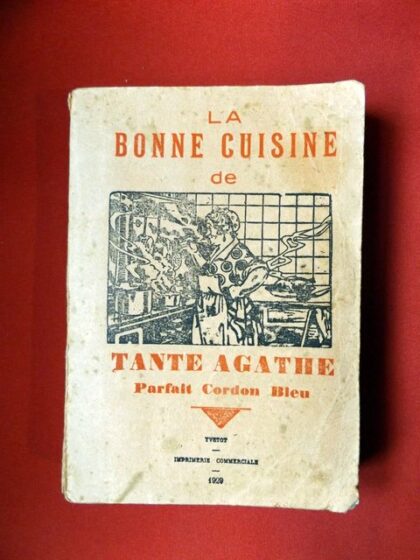 LA
BONNE CUISINE
de
TANTE AGATHE
Parfait Cordon Bleu
YVETOT
IMPRIMERIE COMMERCIALE
1929